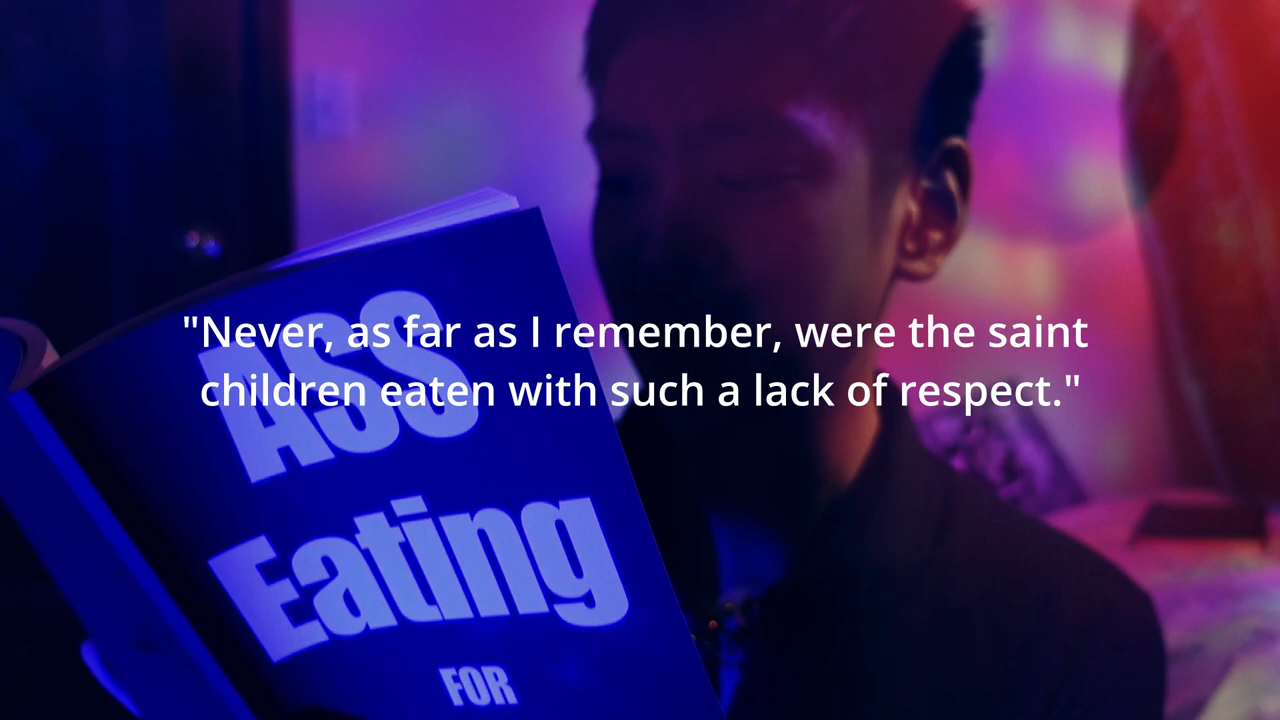 "Never, as far as I remember, were the saint
children eaten with such a lack of respect."
ASS
Eating
FOR